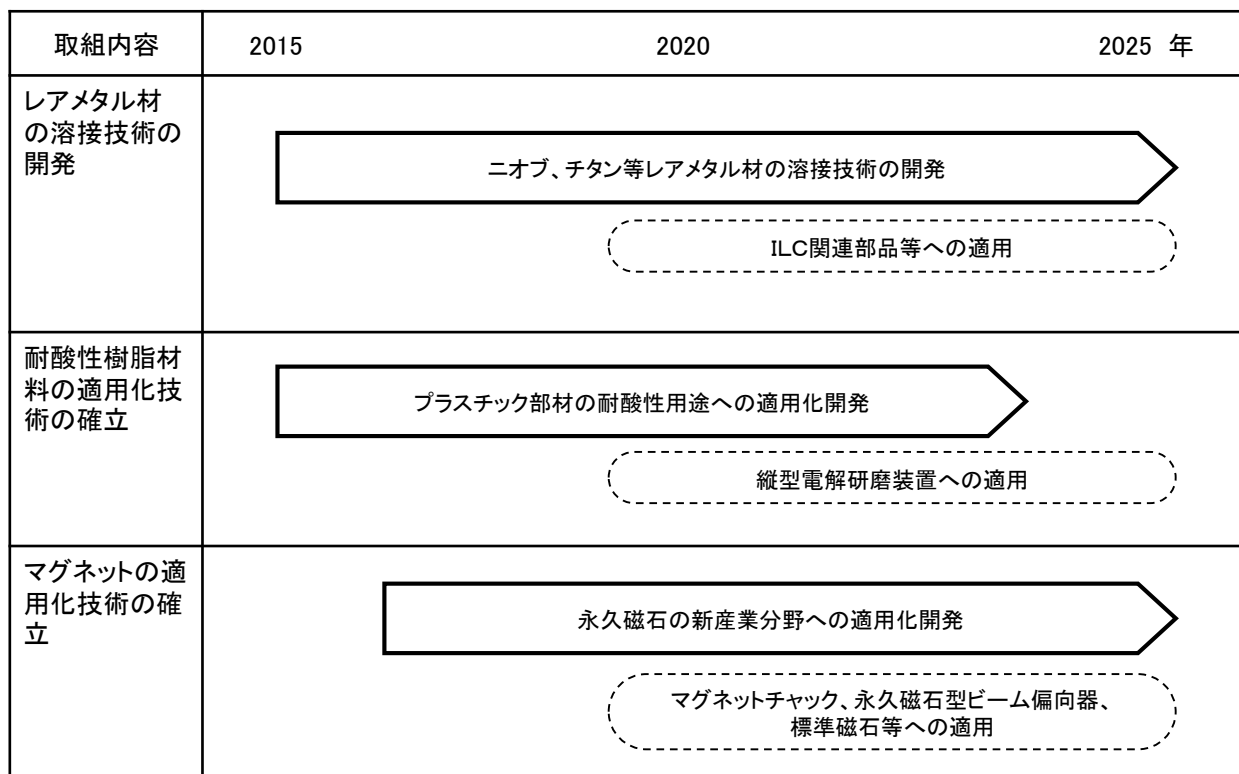 取組内容 2015 2020 2025 年
レアメタル材
の溶接技術の
開発
ニオブ、チタン等レアメタル材の溶接技術の開発
ILC関連部品等への適用
耐酸性樹脂材
料の適用化技
術の確立
プラスチック部材の耐酸性用途への適用化開発
縦型電解研磨装置への適用
マグネットの適
用化技術の確
立
永久磁石の新産業分野への適用化開発
マグネットチャック、永久磁石型ビーム偏向器、
標準磁石等への適用